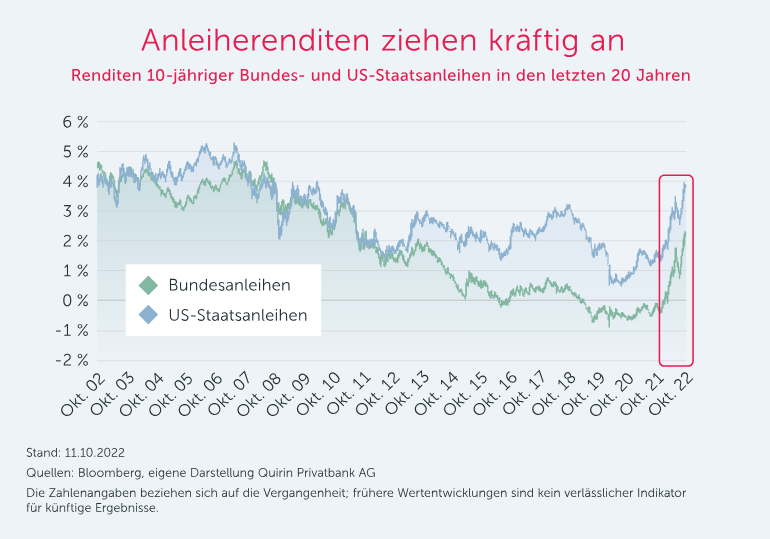 Anleiherenditen ziehen kräftig an
Renditen 10-jähriger Bundes- und US-Staatsanleihen in den letzten 20 Jahren
6 %
5 %
4 %
3 %
2 %
1 %
0 %
-1 %
-2 %
Bundesanleihen
US-Staatsanleihen
Okt. 02
Okt. 03
Okt. 04
Okt. 05
Okt. 06
Okt. 07
Okt. 08
Okt. 09
Okt. 10
Okt. 11
Okt. 12
Okt. 13
Okt. 14
Okt. 15
Okt. 16
Okt. 17
Okt. 18
Okt. 19
Okt. 20
Okt. 21
Okt. 22
Stand: 11.10.2022
Quellen: Bloomberg, eigene Darstellung Quirin Privatbank AG
Die Zahlenangaben beziehen sich auf die Vergangenheit; frühere Wertentwicklungen sind kein verlässlicher Indikator
für künftige Ergebnisse.